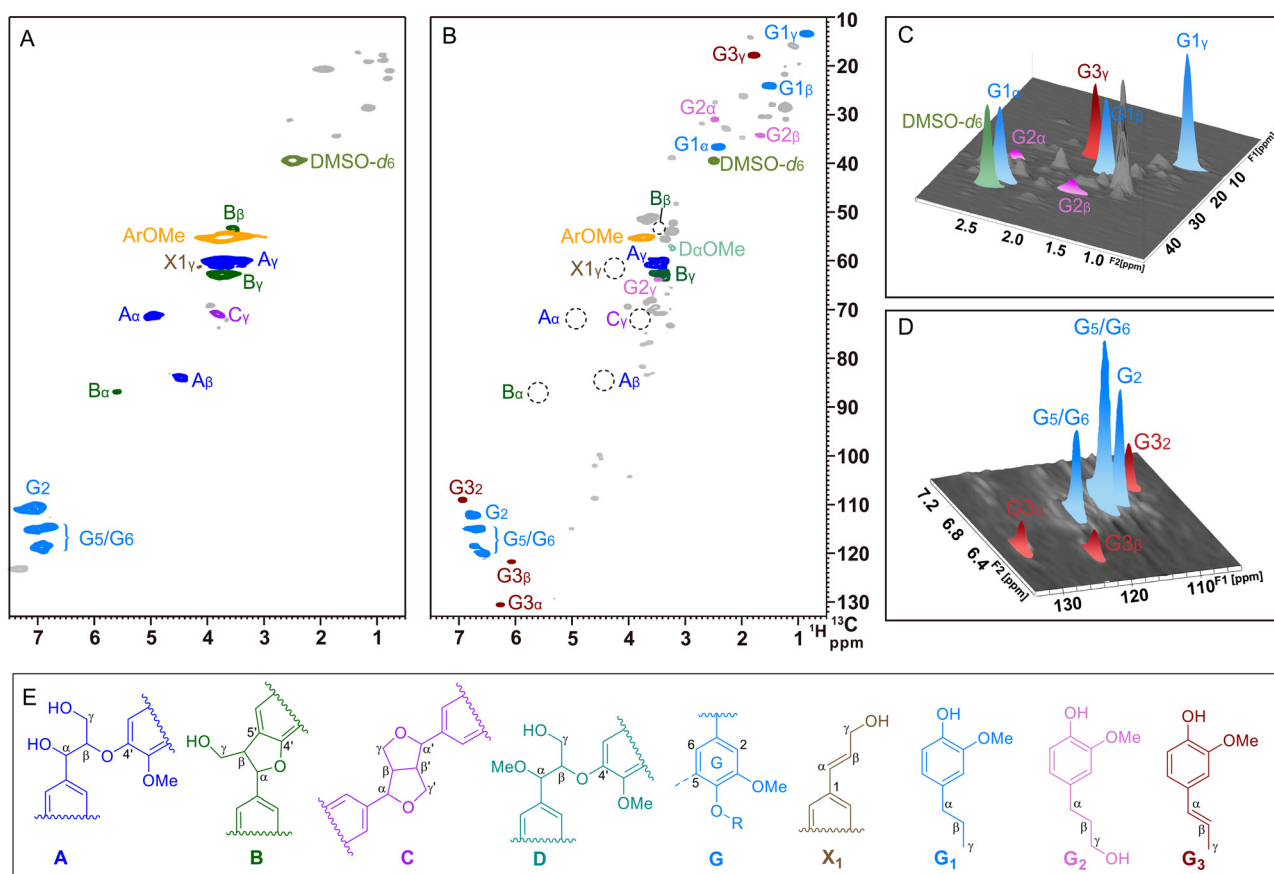 A
DMSO-d6
Bβ
ArOMe
X1γ
Aγ
Bγ
Aα
Cγ
Aβ
Bα
G2
G5/G6
7 6 5 4 3 2 1
B
G1γ
G3γ
G1β
G2α
G2β
G1α
DMSO-d6
Bβ
ArOMe
DαOMe
Aγ
X1γ
Bγ
G2γ
Aα
Cγ
Bα
Aβ
G32
G2
G5/G6
G3β
G3α
7 6 5 4 3 2 1 1H 13C ppm
10
20
30
40
50
60
70
80
90
100
110
120
130
C
G1γ
G3γ
G1α
G1β
DMSO-d6
G2α
G2β
2.5 2.0 1.5 1.0 F2[ppm]
40 30 20 10 F1[ppm]
D
G5/G6
G2
G5/G6
G32
G3α
G3β
7.2 6.8 6.4 F2 [ppm]
130 120 110 F1 [ppm]
E
HO γ
HO α β O 4' OMe
A
HO γ β α 5' 4' O
B
O γ α' β β' α γ' O
C
HO γ
MeO α β O 4' OMe
D
6 2 G 5 OMe
O R
G
γ OH
α β
1
X1
OH
OMe
α
β
γ
G1
OH
OMe
α
β
γ
OH
G2
OH
OMe
α
β
γ
G3